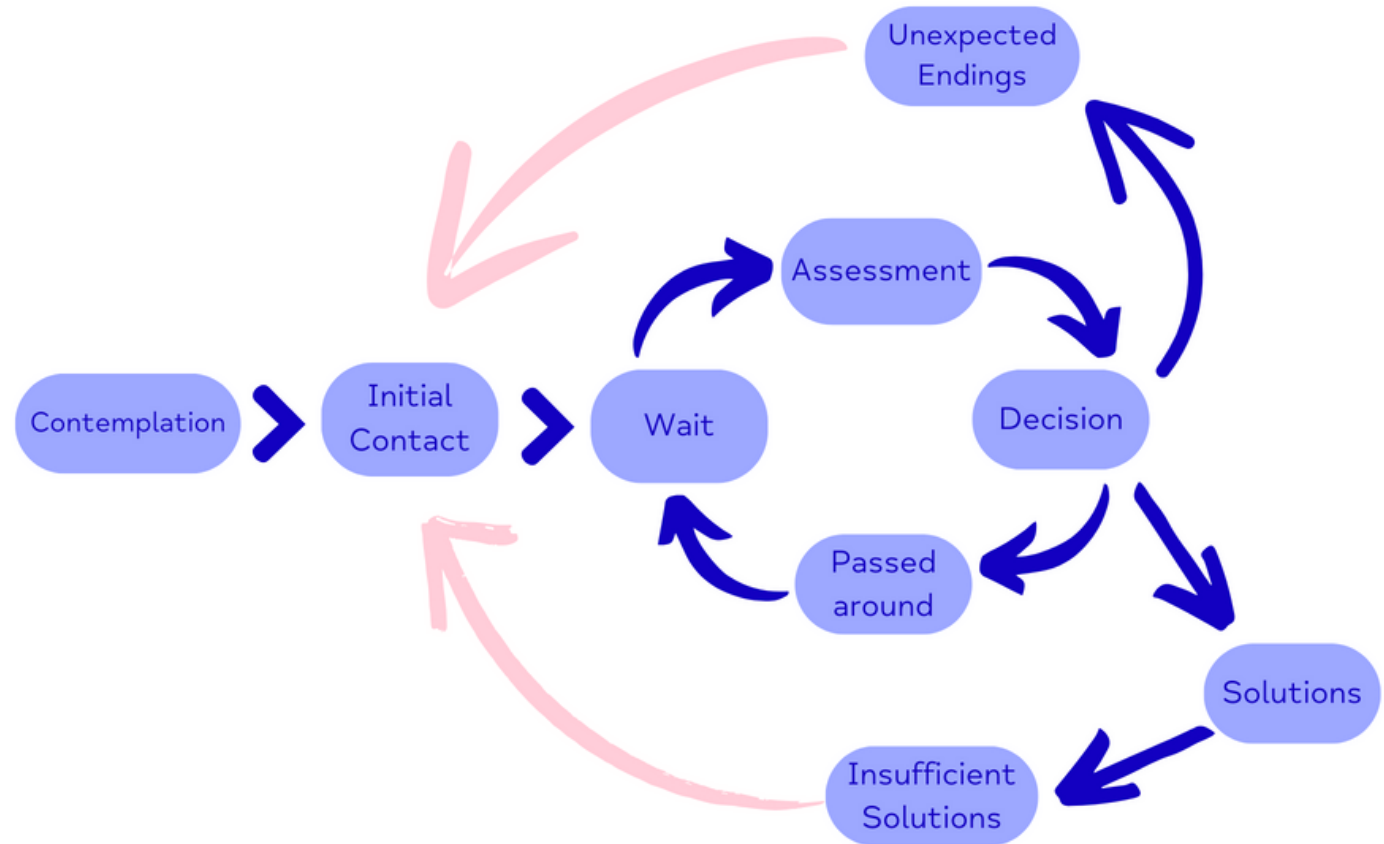 Unexpected
Endings
Assessment
Contemplation
Initial
Contact
Wait
Decision
Passed
around
Solutions
Insufficient
Solutions